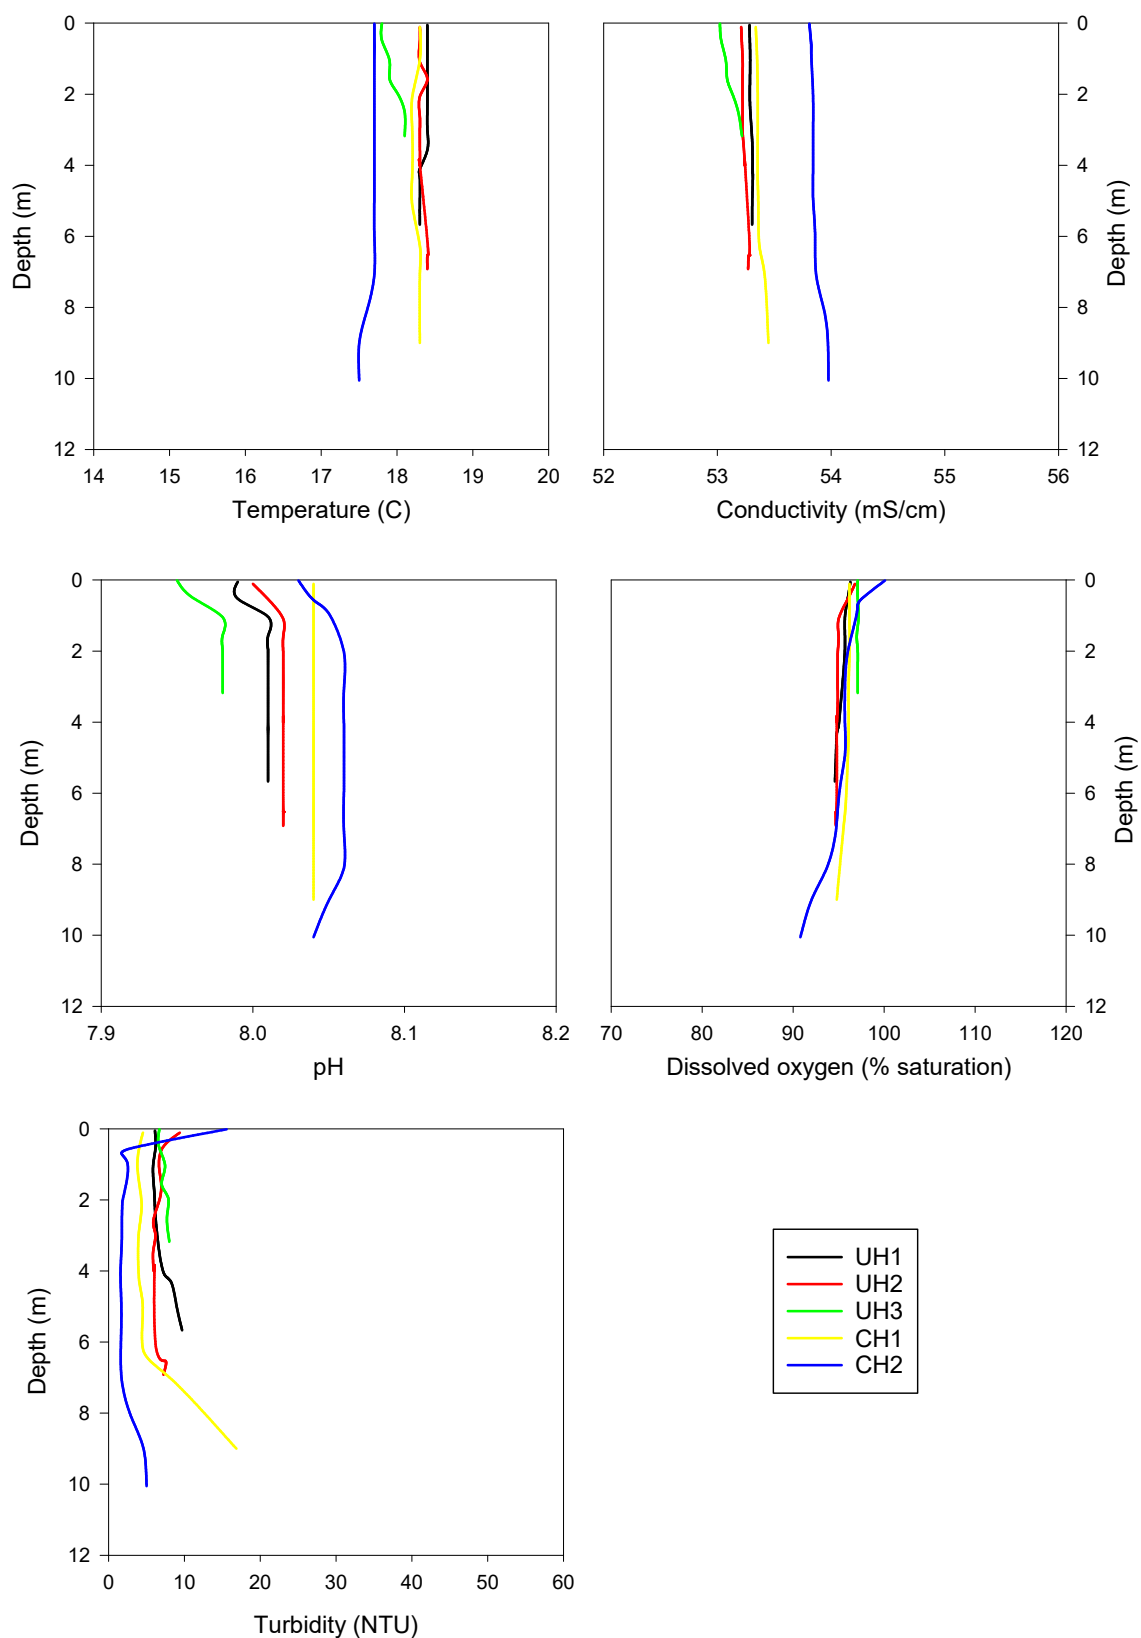 0
2
4
6
8
10
12
Depth (m)
14 15 16 17 18 19 20
Temperature (C)
0
2
4
6
8
10
12
Depth (m)
52 53 54 55 56
Conductivity (mS/cm)
0
2
4
6
8
10
12
Depth (m)
7.9 8.0 8.1 8.2
pH
0
2
4
6
8
10
12
Depth (m)
70 80 90 100 110 120
Dissolved oxygen (% saturation)
0
2
4
6
8
10
12
Depth (m)
0 10 20 30 40 50 60
Turbidity (NTU)
UH1
UH2
UH3
CH1
CH2